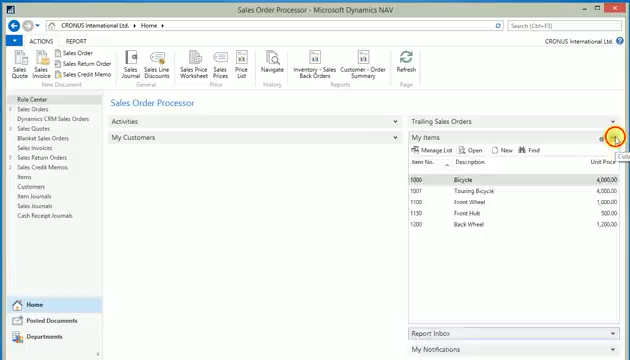 Sales Order Processor - Microsoft Dynamics NAV
CRONUS International Ltd. ▸ Home ▸
Search (Ctrl+F3)
ACTIONS REPORT
CRONUS International Ltd.
Sales Quote
Sales Invoice
Sales Order
Sales Return Order
Sales Credit Memo
New Document
Sales Journal
Sales Line Discounts
General
Sales Price Worksheet
Sales Prices
Price List
Price
Navigate
History
Inventory - Sales Back Orders
Customer - Order Summary
Reports
Refresh
Page
Role Center
Sales Orders
Dynamics CRM Sales Orders
Sales Quotes
Blanket Sales Orders
Sales Invoices
Sales Return Orders
Sales Credit Memos
Items
Customers
Item Journals
Sales Journals
Cash Receipt Journals
Home
Posted Documents
Departments
Sales Order Processor
Activities
My Customers
Trailing Sales Orders
My Items
Manage List Open New Find
Item No. Description Unit Price
1000 Bicycle 4,000.00
1001 Touring Bicycle 4,000.00
1100 Front Wheel 1,000.00
1150 Front Hub 500.00
1200 Back Wheel 1,200.00
Report Inbox
My Notifications